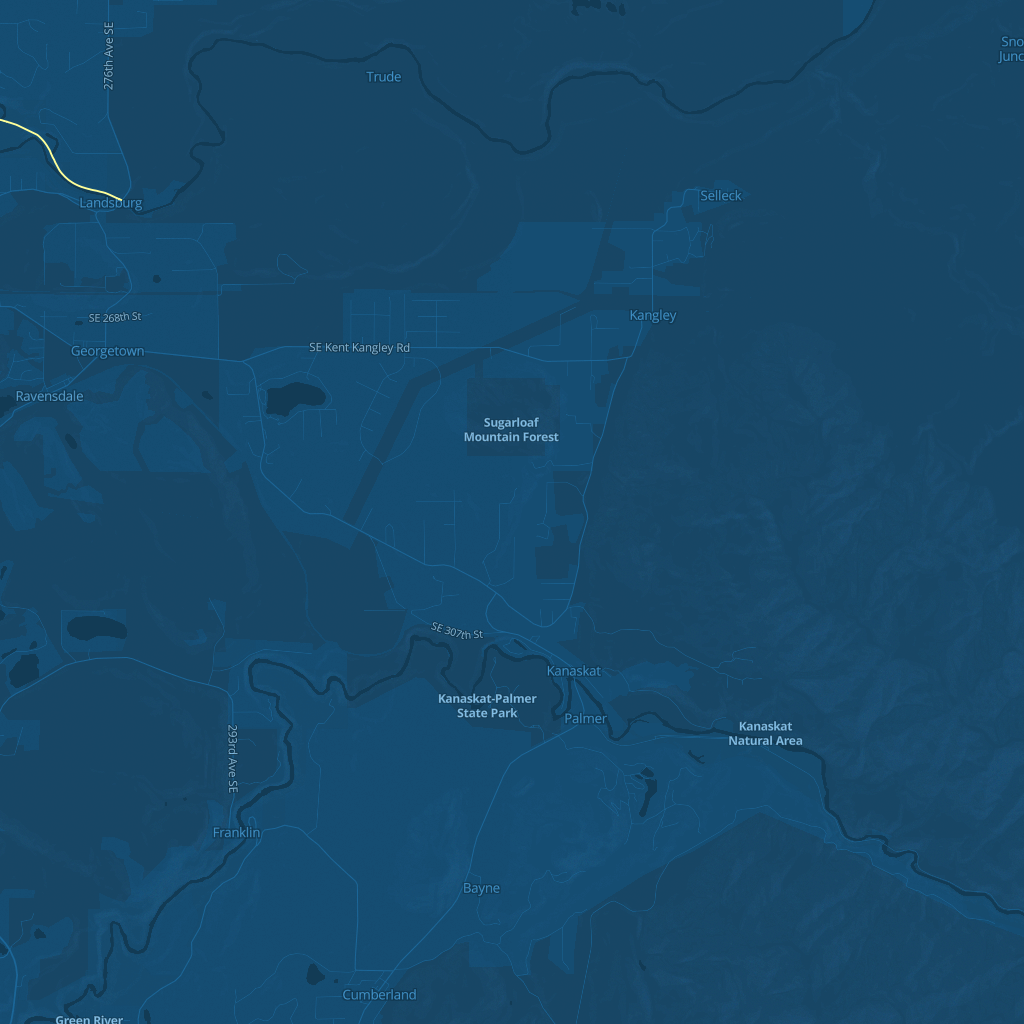 276th Ave SE
Trude
Sno
Junc
Landsburg
Selleck
SE 268th St
Kangley
Georgetown
SE Kent Kangley Rd
Ravensdale
Sugarloaf
Mountain Forest
SE 307th St
Kanaskat
Kanaskat-Palmer
State Park
Palmer
Kanaskat
Natural Area
293rd Ave SE
Franklin
Bayne
Cumberland
Green River